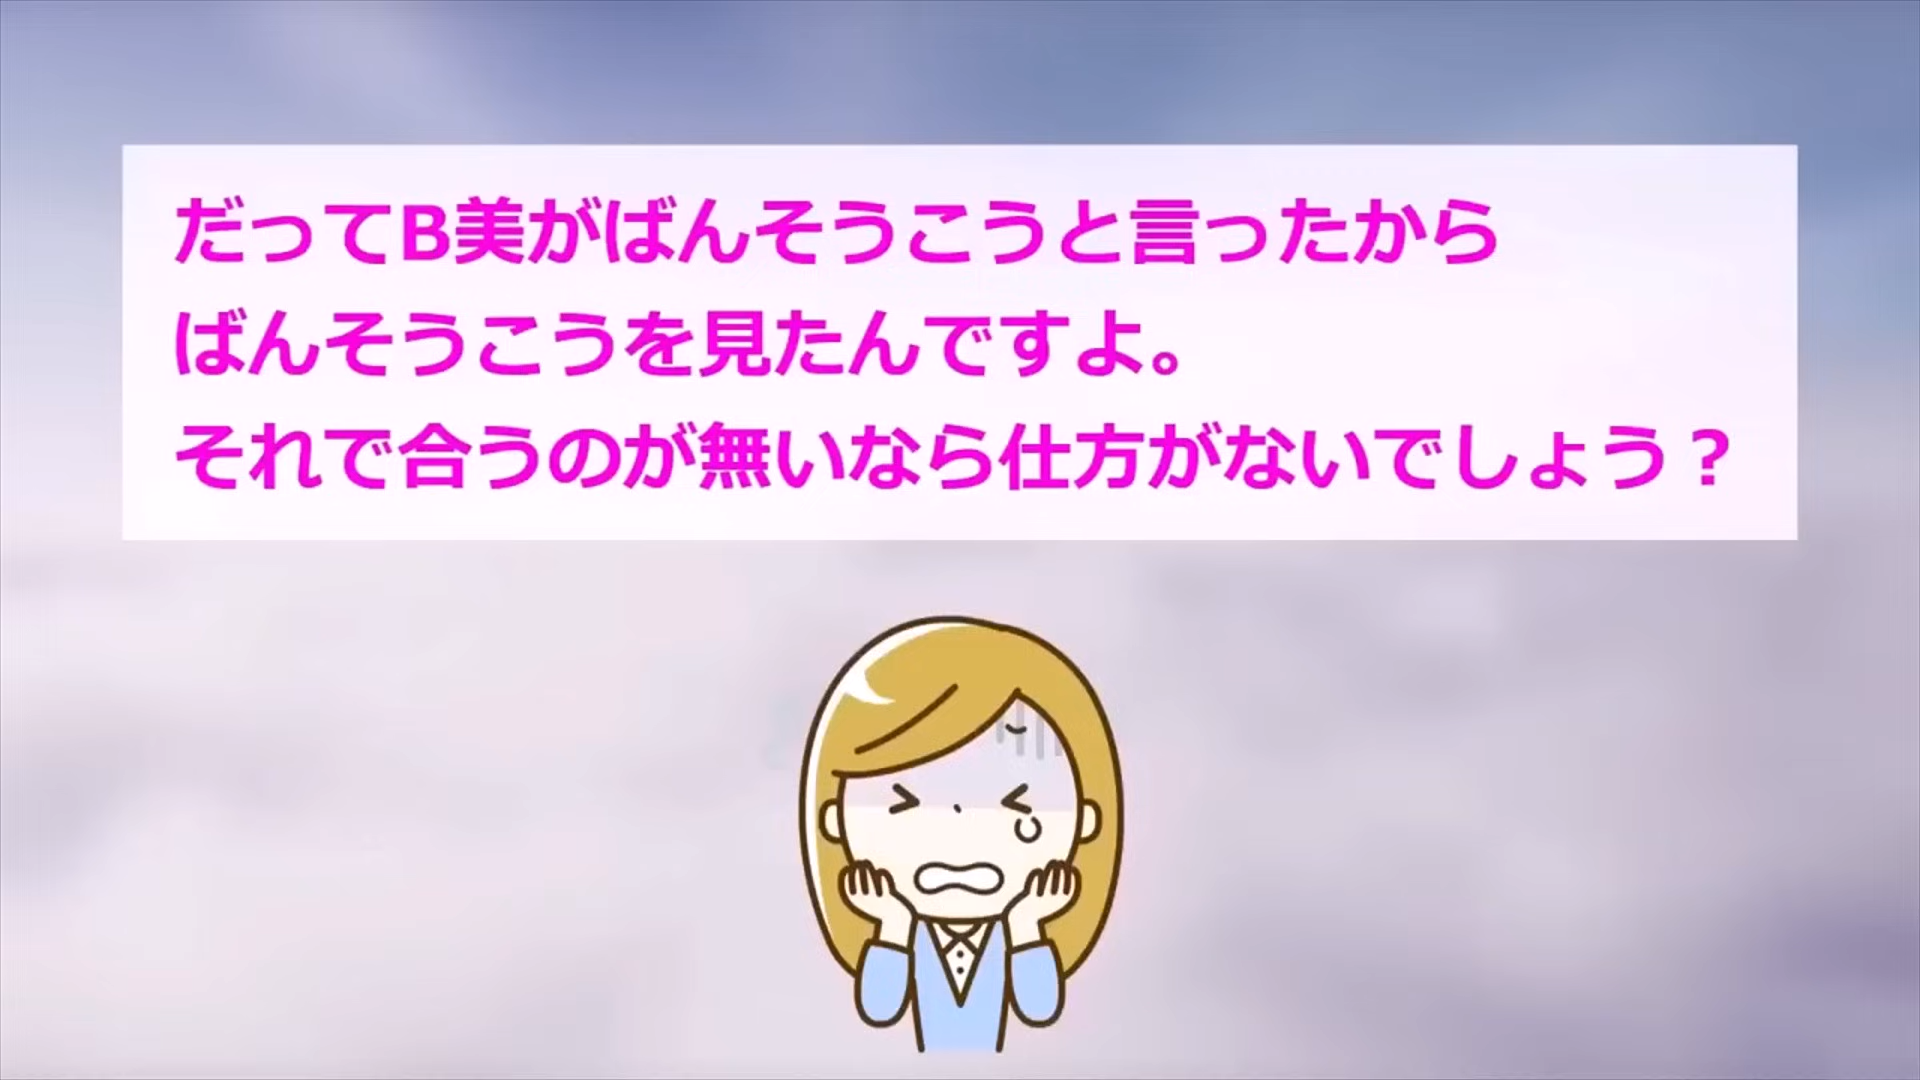 だってB美がばんそうこうと言ったから
ばんそうこうを見たんですよ。
それで合うのが無いなら仕方がないでしょう？